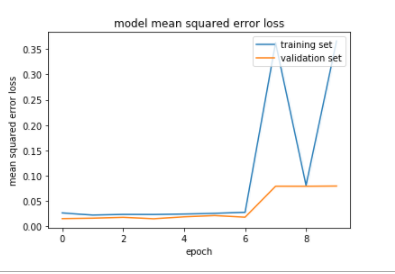 model mean squared error loss
training set
validation set
mean squared error loss
0.35
0.30
0.25
0.20
0.15
0.10
0.05
0.00
0 2 4 6 8
epoch